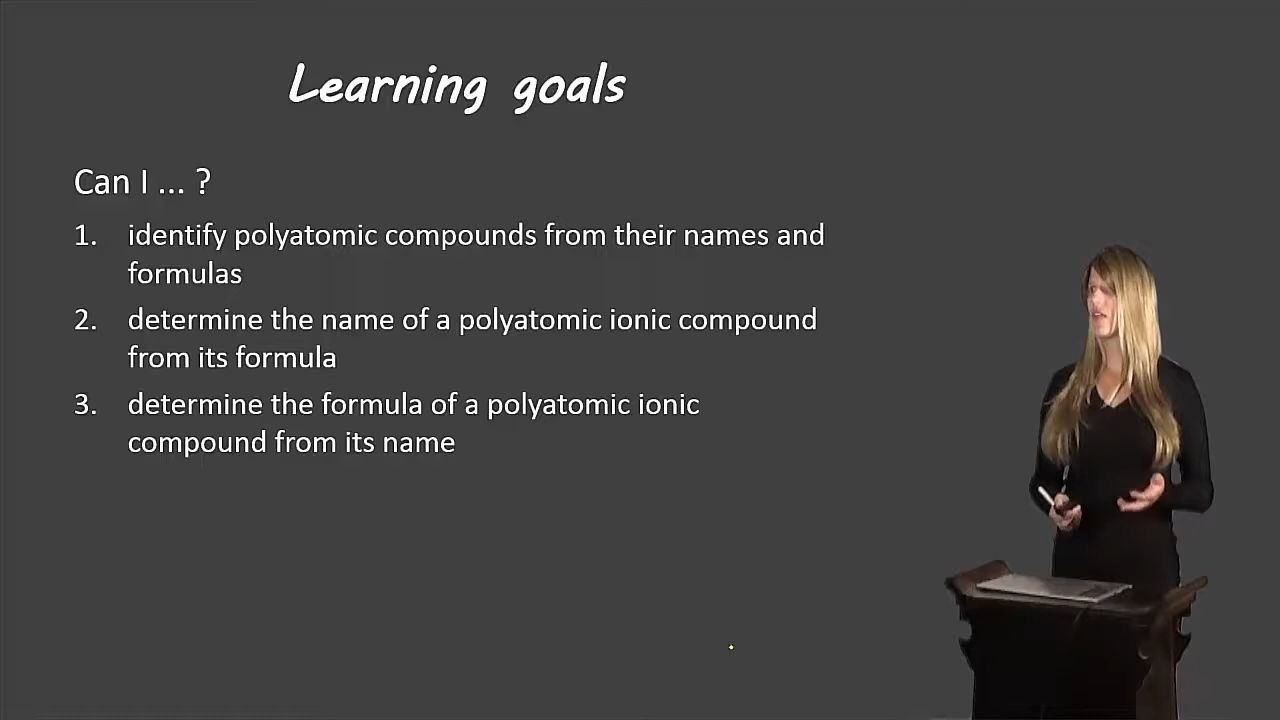 Learning goals
Can I ... ?
1. identify polyatomic compounds from their names and
formulas
2. determine the name of a polyatomic ionic compound
from its formula
3. determine the formula of a polyatomic ionic
compound from its name